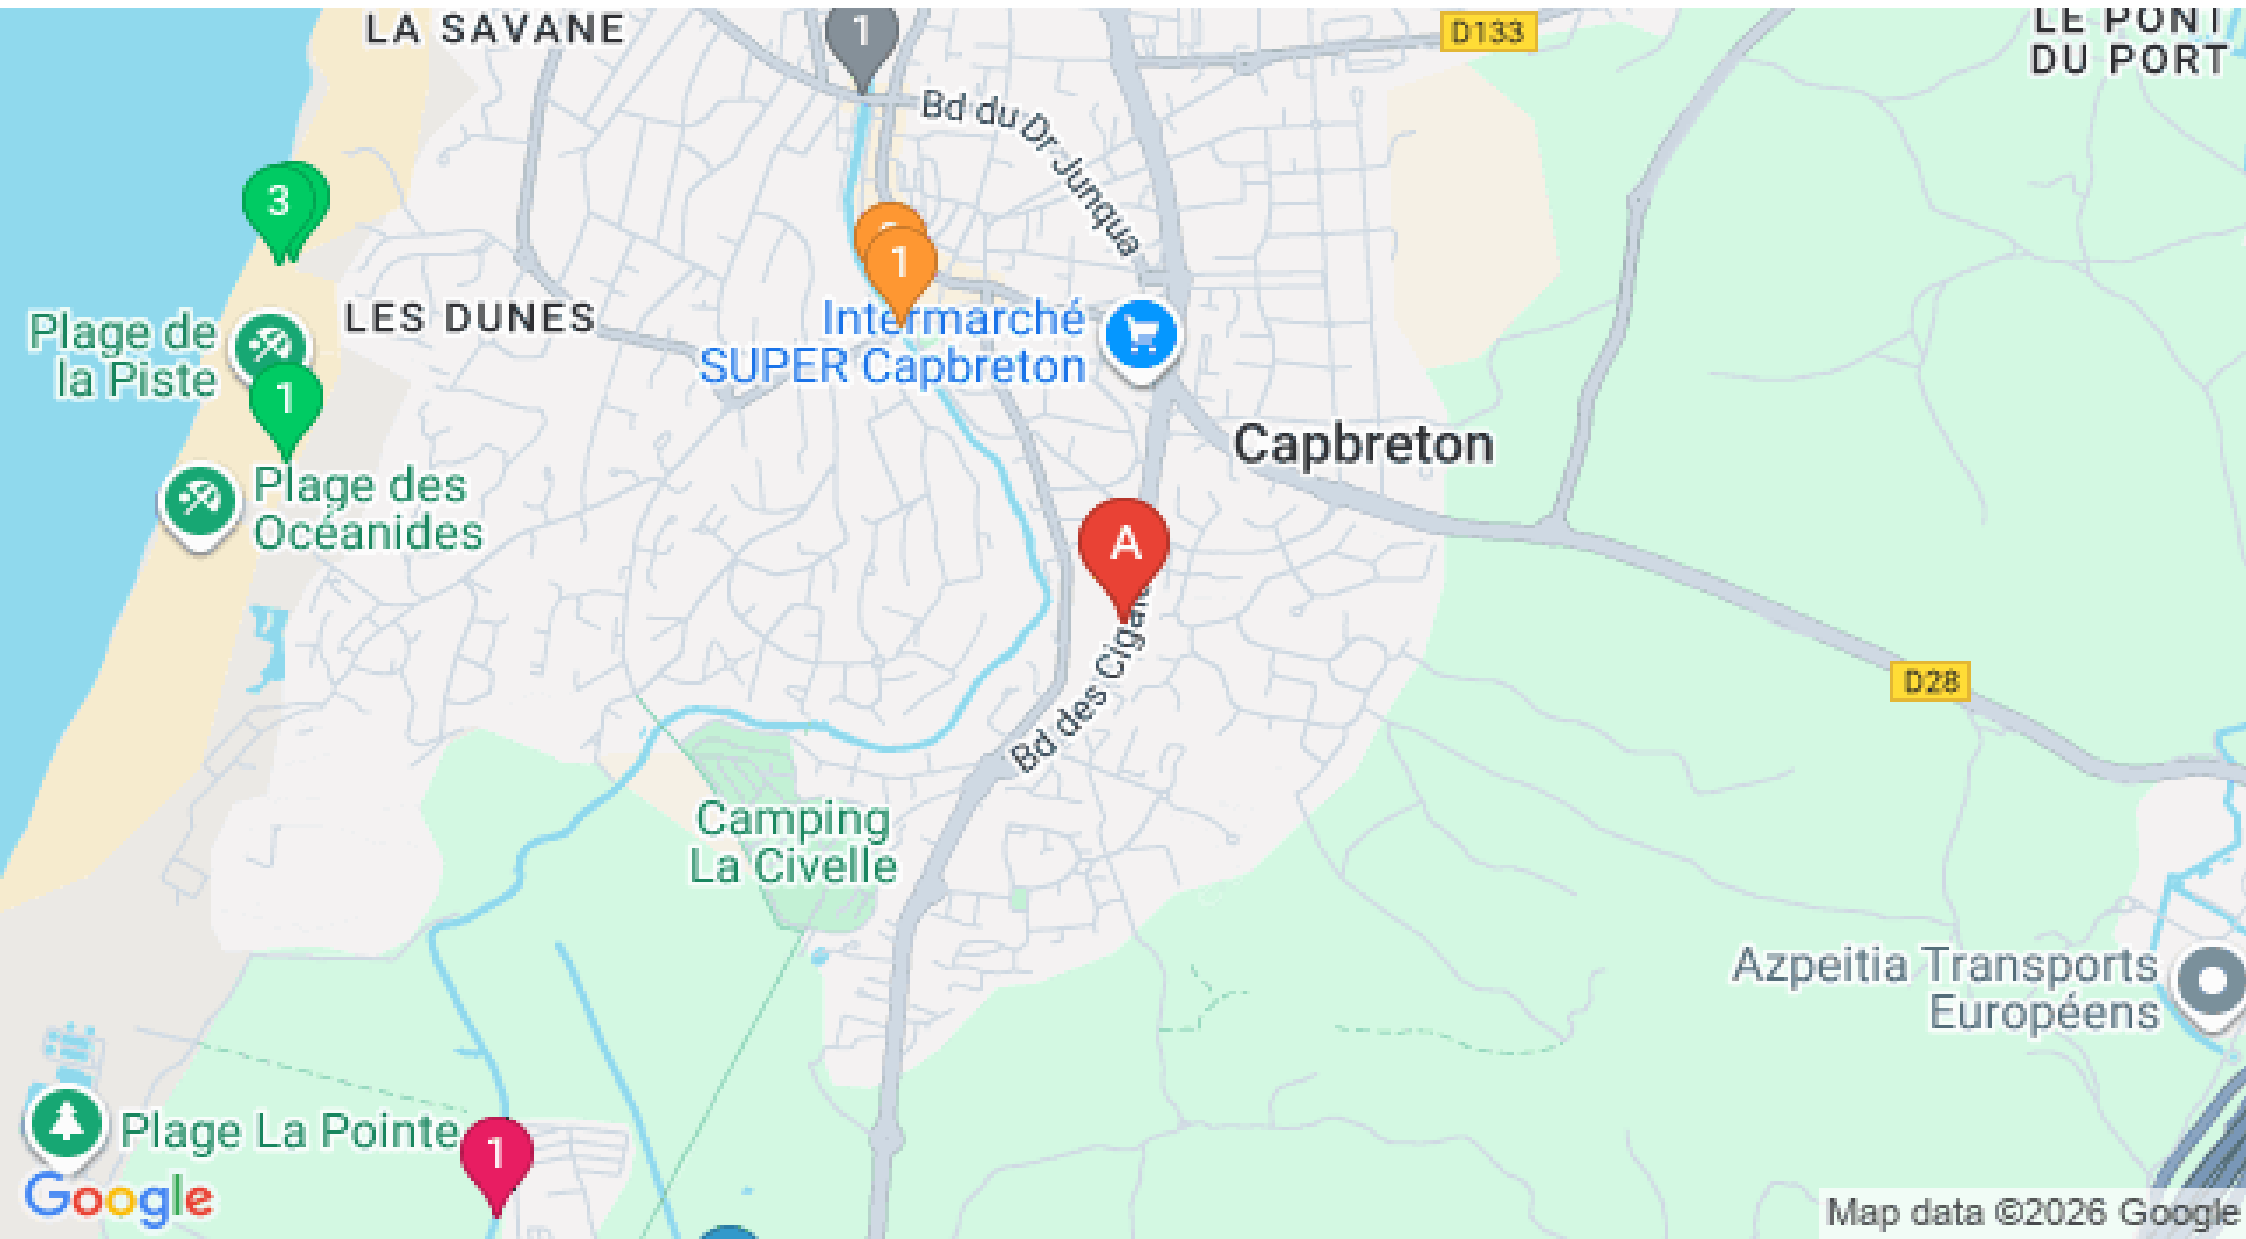 LA SAVANE
1
D133
LE PONT
DU PORT
Bd du Dr Junqua
3
1
Plage de
la Piste
LES DUNES
Intermarché
SUPER Capbreton
1
Capbreton
Plage des
Océanides
A
Bd des Cigal
D28
Camping
La Civelle
Azpeitia Transports
Européens
Plage La Pointe
1
Google
Map data ©2026 Google